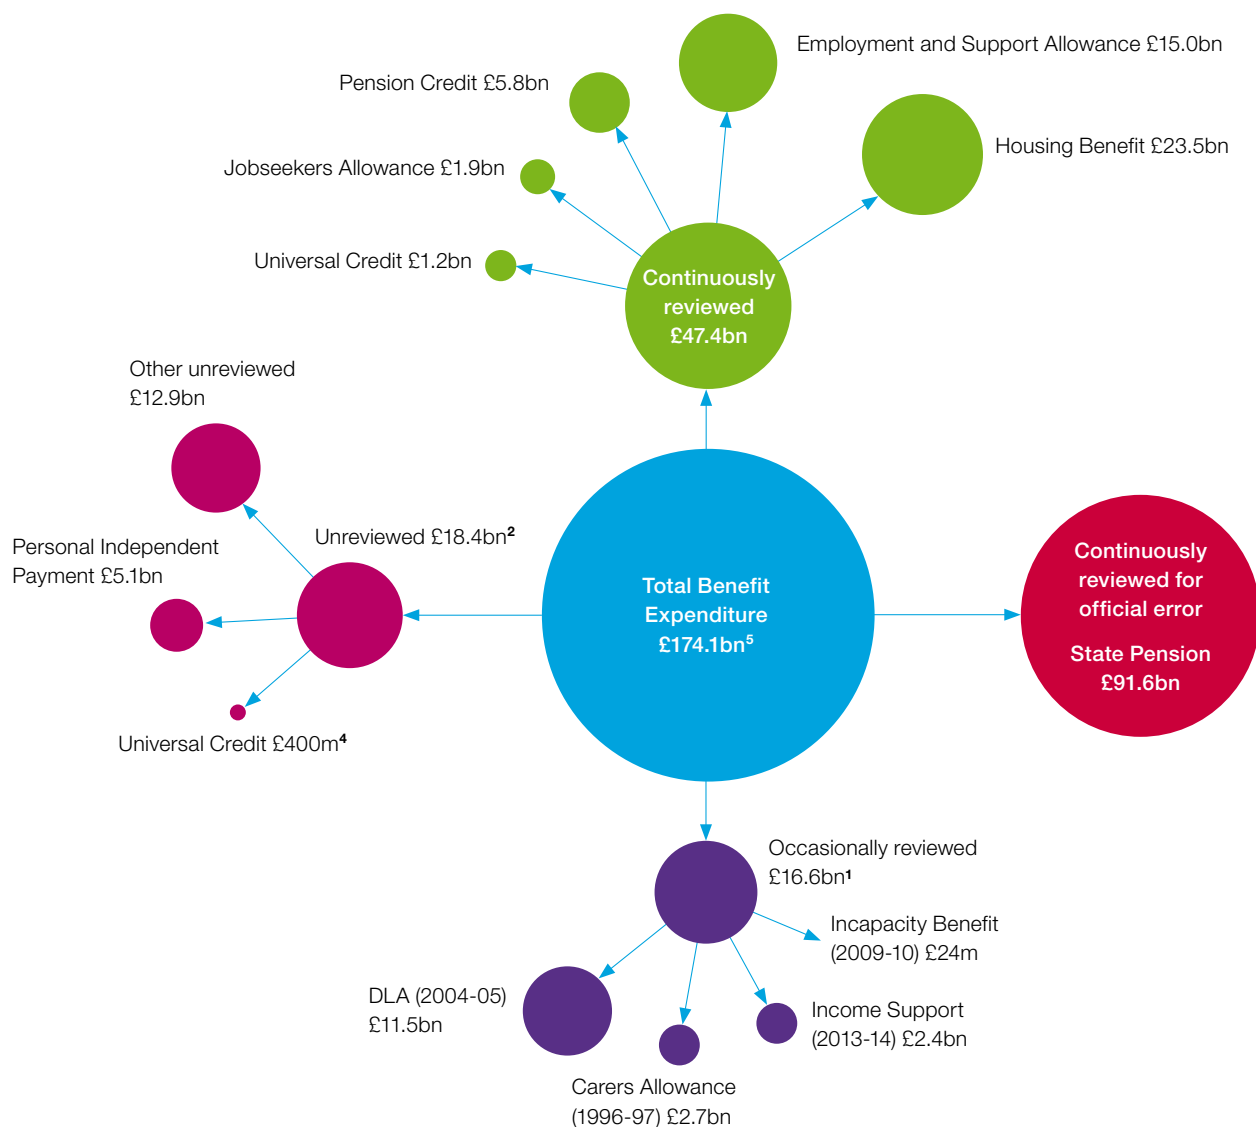 Employment and Support Allowance £15.0bn
Pension Credit £5.8bn
Housing Benefit £23.5bn
Jobseekers Allowance £1.9bn
Universal Credit £1.2bn
Continuously
reviewed
£47.4bn
Other unreviewed
£12.9bn
Unreviewed £18.4bn²
Personal Independent
Payment £5.1bn
Universal Credit £400m⁴
Total Benefit
Expenditure
£174.1bn⁵
Continuously
reviewed for
official error
State Pension
£91.6bn
Occasionally reviewed
£16.6bn¹
Incapacity Benefit
(2009-10) £24m
DLA (2004-05)
£11.5bn
Income Support
(2013-14) £2.4bn
Carers Allowance
(1996-97) £2.7bn